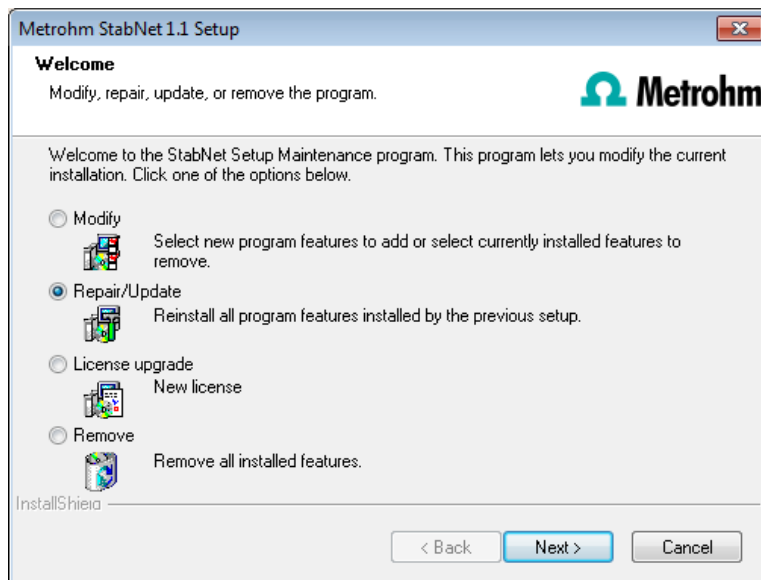 Metrohm StabNet 1.1 Setup
Welcome
Modify, repair, update, or remove the program.
Metrohm
Welcome to the StabNet Setup Maintenance program. This program lets you modify the current
installation. Click one of the options below.
Modify
Select new program features to add or select currently installed features to
remove.
Repair/Update
Reinstall all program features installed by the previous setup.
License upgrade
New license
Remove
Remove all installed features.
InstallShield
< Back
Next >
Cancel